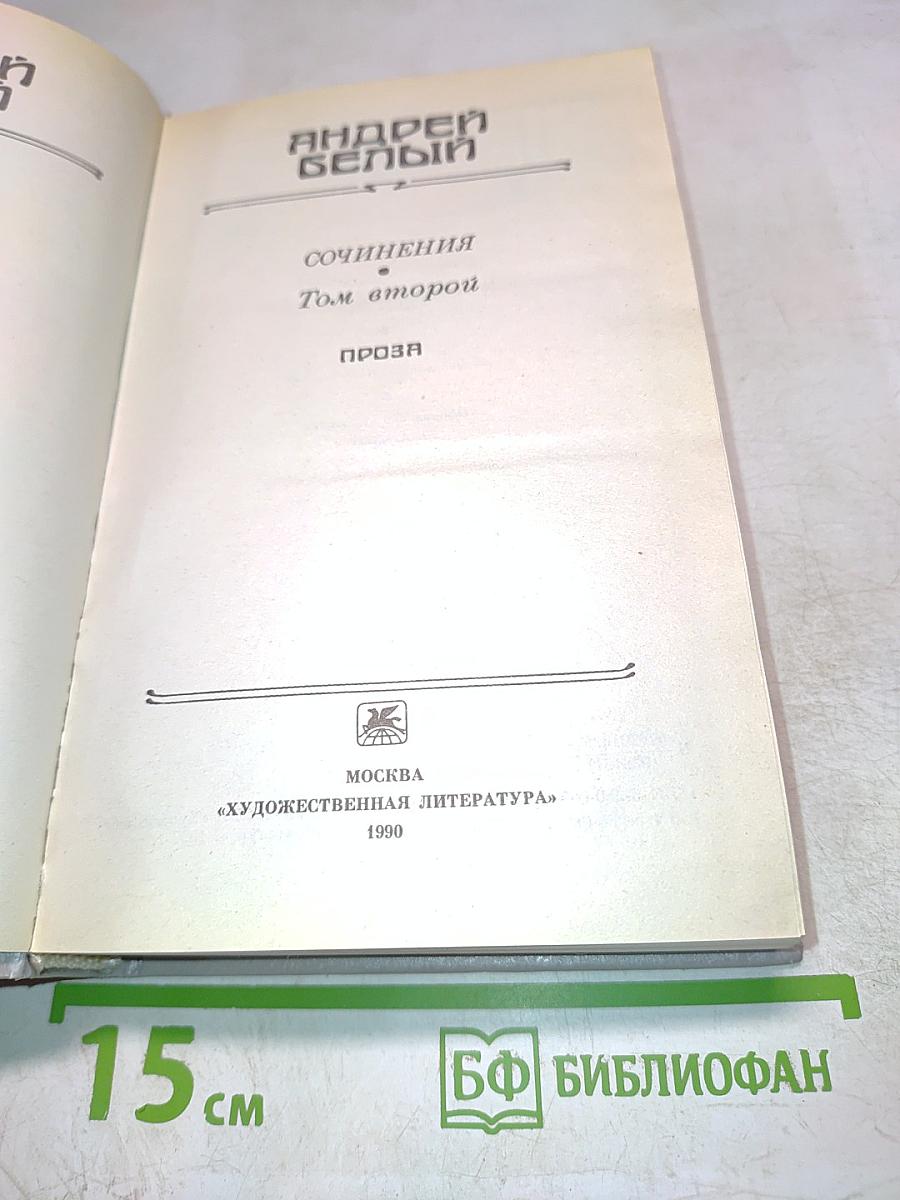 АНДРЕЙ
БЕЛЫЙ
СОЧИНЕНИЯ
Том второй
ПРОЗА
МОСКВА
«ХУДОЖЕСТВЕННАЯ ЛИТЕРАТУРА»
1990
15 см
БФ БИБЛИОФАН